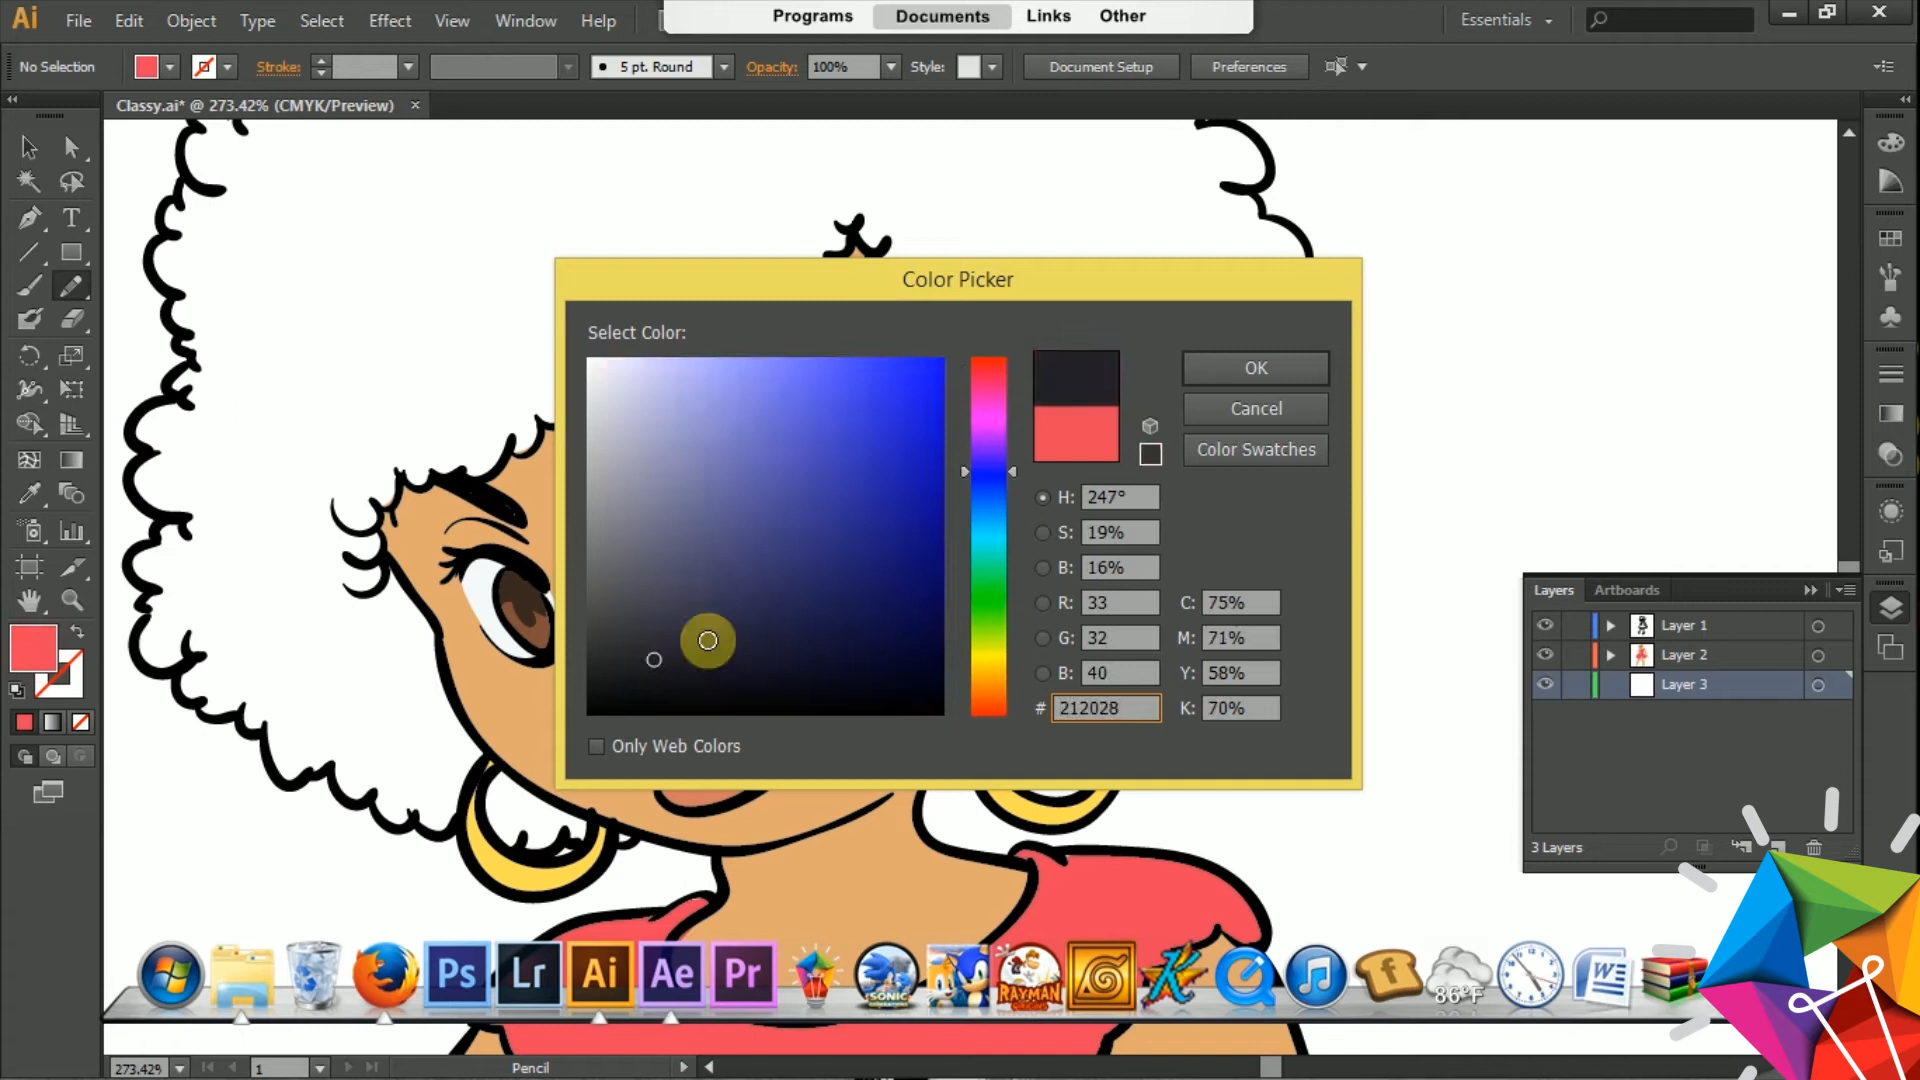 Ai File Edit Object Type Select Effect View Window Help
Programs Documents Links Other
Essentials
No Selection Stroke: 5 pt. Round Opacity: 100% Style: Document Setup Preferences
Classy.ai* @ 273.42% (CMYK/Preview)
Color Picker
Select Color:
OK
Cancel
Color Swatches
H: 247°
S: 19%
B: 16%
R: 33 C: 75%
G: 32 M: 71%
B: 40 Y: 58%
# 212028 K: 70%
Only Web Colors
Layers Artboards
Layer 1
Layer 2
Layer 3
3 Layers
Ps Lr Ai Ae Pr
SONIC
RAYMAN
86°F
273.42% 1 Pencil